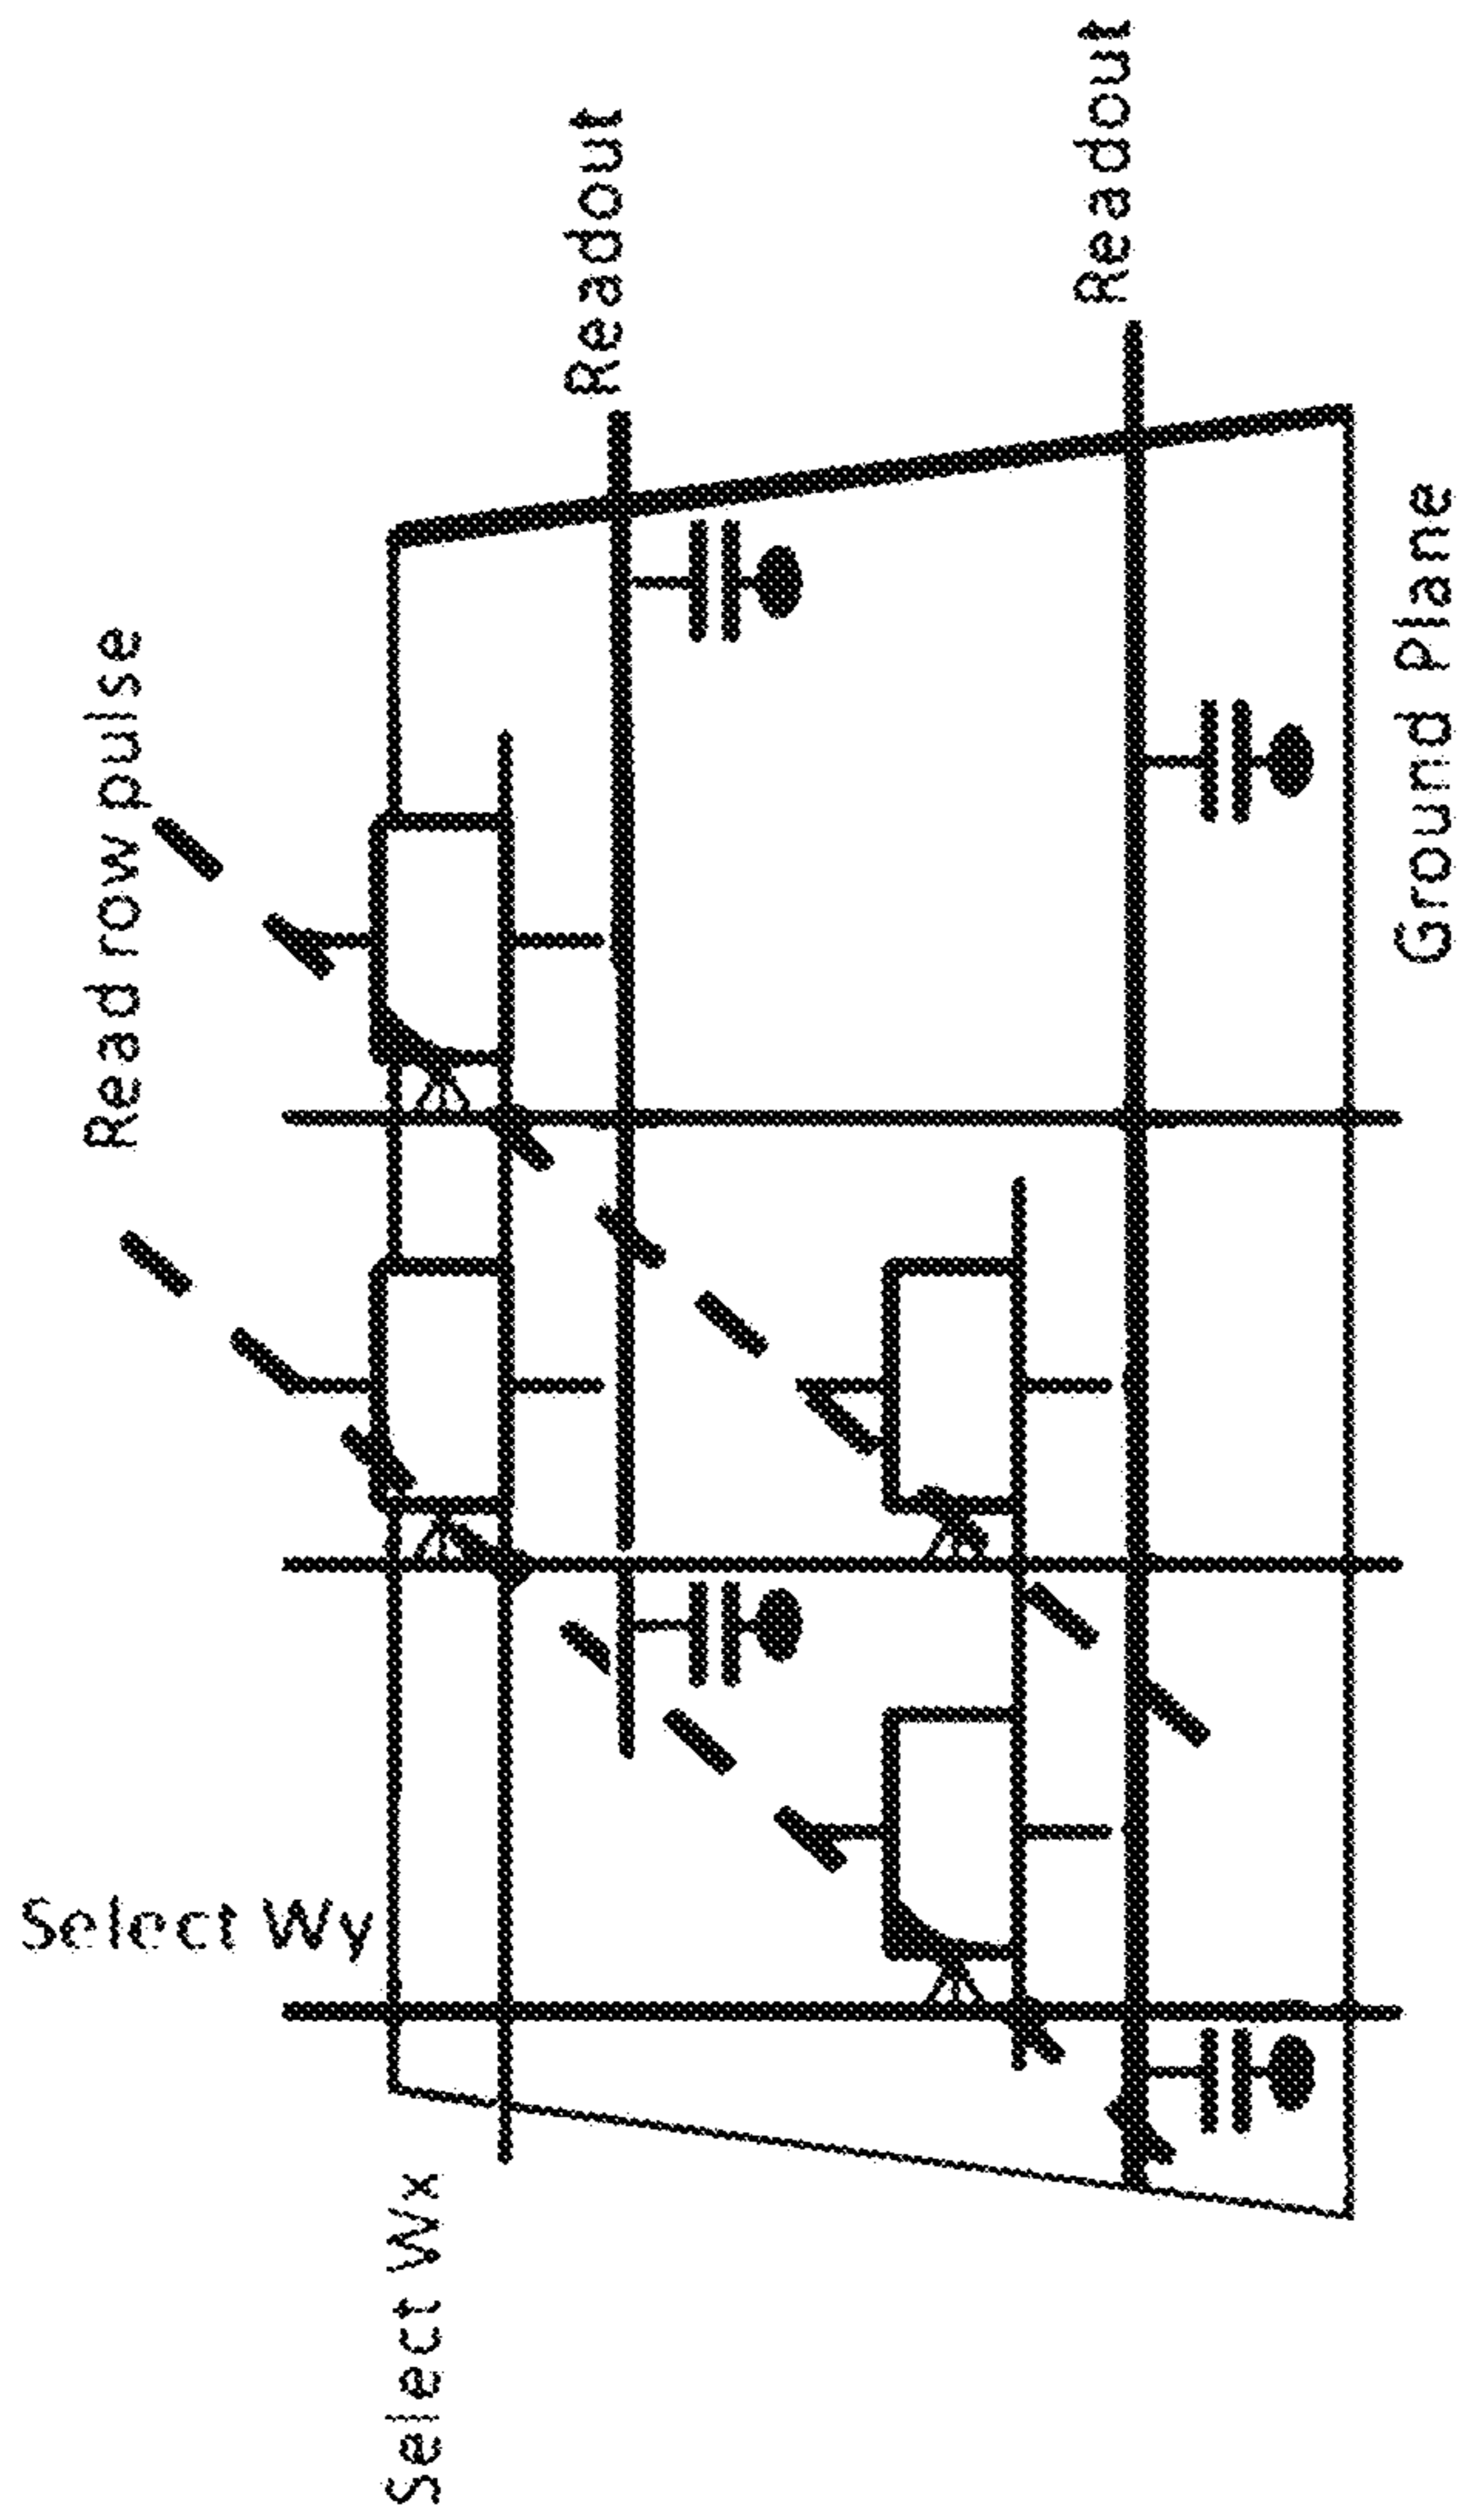 Read row pulse
Readout
Readout
Ground Plane
Select Wy
Select Wx